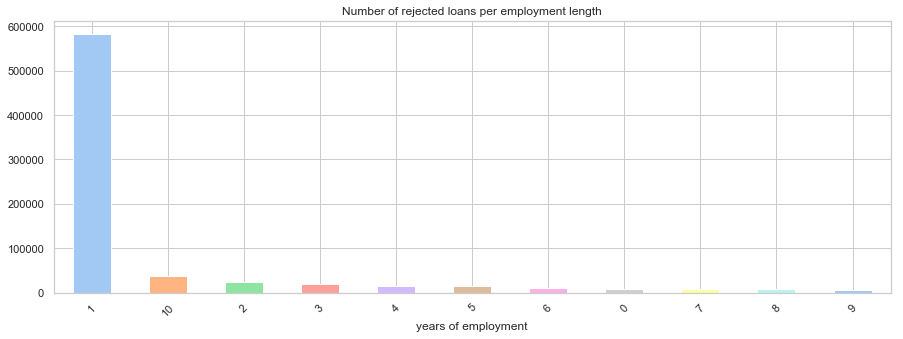 Number of rejected loans per employment length
600000
500000
400000
300000
200000
100000
0
1 10 2 3 4 5 6 0 7 8 9
years of employment